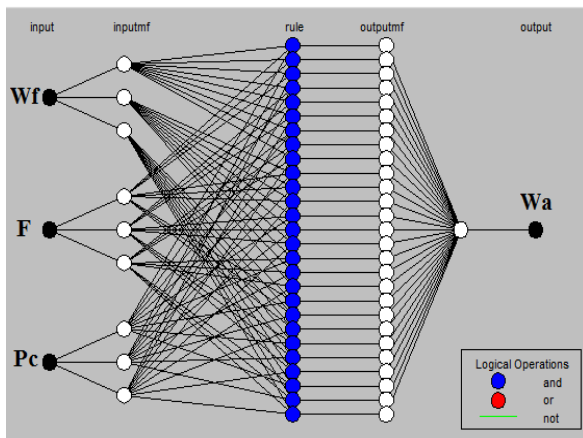 input inputmf rule outputmf output
Wf
F
Wa
Pc
Logical Operations
and
or
not